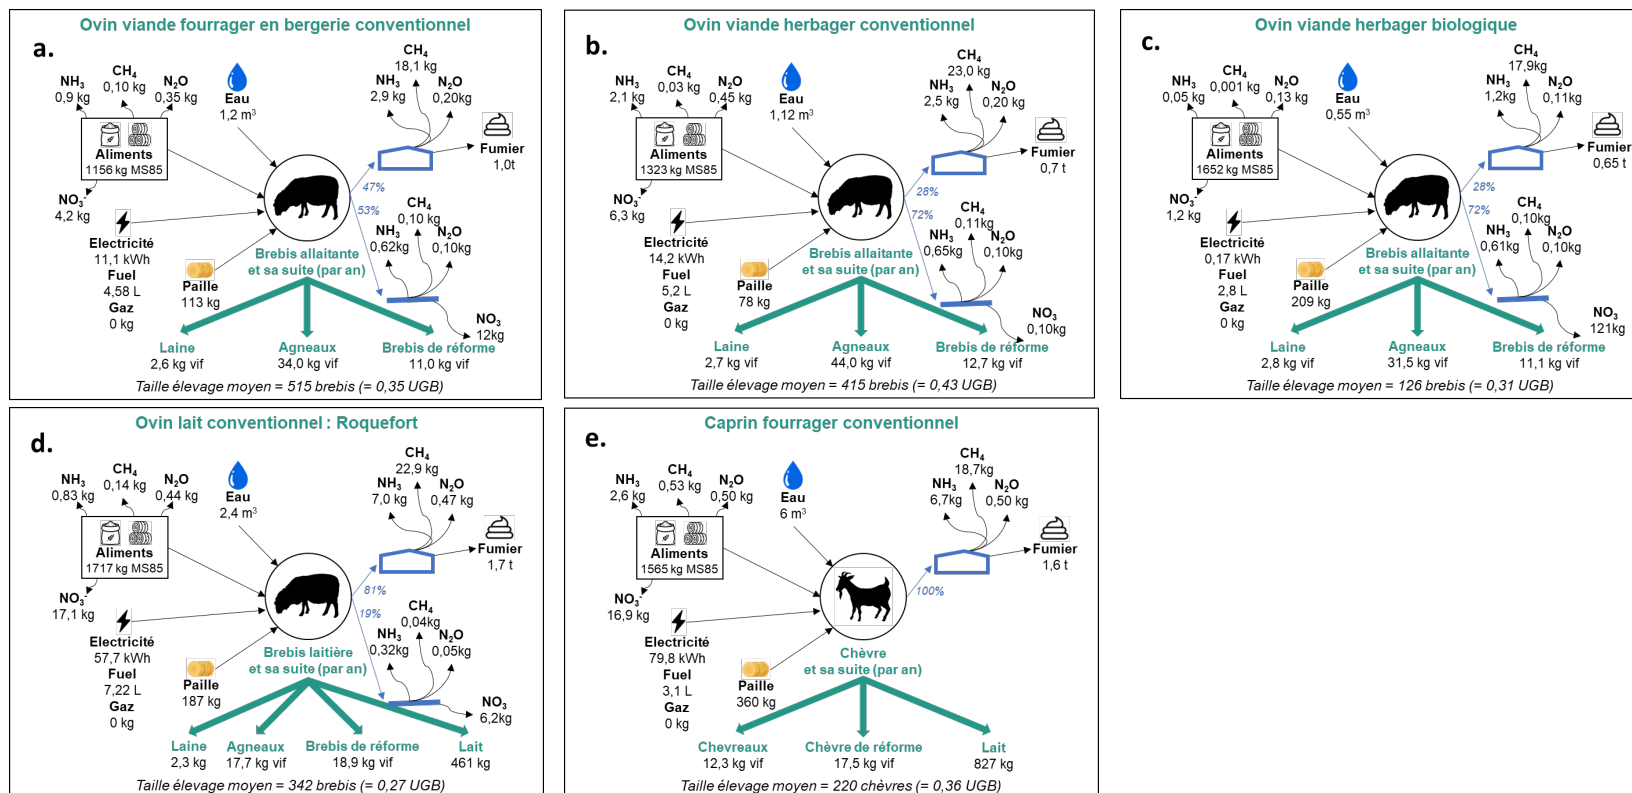 Ovin viande fourrager en bergerie conventionnel
a.
CH4
18,1 kg
NH3
0,9 kg
CH4
0,10 kg
N2O
0,35 kg
Eau
1,2 m3
NH3
2,9 kg
N2O
0,20kg
Aliments
1156 kg MS85
Fumier
1,0t
47%
53%
NO3-
4,2 kg
Electricité
11,1 kWh
Fuel
4,58 L
Gaz
0 kg
Paille
113 kg
CH4
0,10 kg
NH3
0,62kg
N2O
0,10kg
Brebis allaitante
et sa suite (par an)
NO3
12kg
Laine
2,6 kg vif
Agneaux
34,0 kg vif
Brebis de réforme
11,0 kg vif
Taille élevage moyen = 515 brebis (= 0,35 UGB)
Ovin viande herbager conventionnel
b.
CH4
23,0 kg
NH3
2,1 kg
CH4
0,03 kg
N2O
0,45 kg
Eau
1,12 m3
NH3
2,5 kg
N2O
0,20 kg
Aliments
1323 kg MS85
Fumier
0,7 t
28%
72%
NO3-
6,3 kg
Electricité
14,2 kWh
Fuel
5,2 L
Gaz
0 kg
Paille
78 kg
CH4
0,11kg
NH3
0,65kg
N2O
0,10kg
Brebis allaitante
et sa suite (par an)
NO3
0,10kg
Laine
2,7 kg vif
Agneaux
44,0 kg vif
Brebis de réforme
12,7 kg vif
Taille élevage moyen = 415 brebis (= 0,43 UGB)
Ovin viande herbager biologique
c.
CH4
17,9kg
NH3
0,05 kg
CH4
0,001 kg
N2O
0,13 kg
Eau
0,55 m3
NH3
1,2kg
N2O
0,11kg
Aliments
1652 kg MS85
Fumier
0,65 t
28%
72%
NO3-
1,2 kg
Electricité
0,17 kWh
Fuel
2,8 L
Gaz
0 kg
Paille
209 kg
CH4
0,10kg
NH3
0,61kg
N2O
0,10kg
Brebis allaitante
et sa suite (par an)
NO3
121kg
Laine
2,8 kg vif
Agneaux
31,5 kg vif
Brebis de réforme
11,1 kg vif
Taille élevage moyen = 126 brebis (= 0,31 UGB)
Ovin lait conventionnel : Roquefort
d.
CH4
22,9 kg
NH3
0,83 kg
CH4
0,14 kg
N2O
0,44 kg
Eau
2,4 m3
NH3
7,0 kg
N2O
0,47 kg
Aliments
1717 kg MS85
Fumier
1,7 t
81%
19%
NO3-
17,1 kg
Electricité
57,7 kWh
Fuel
7,22 L
Gaz
0 kg
Paille
187 kg
CH4
0,04kg
NH3
0,32kg
N2O
0,05kg
Brebis laitière
et sa suite (par an)
NO3
6,2kg
Laine
2,3 kg
Agneaux
17,7 kg vif
Brebis de réforme
18,9 kg vif
Lait
461 kg
Taille élevage moyen = 342 brebis (= 0,27 UGB)
Caprin fourrager conventionnel
e.
CH4
18,7kg
NH3
2,6 kg
CH4
0,53 kg
N2O
0,50 kg
Eau
6 m3
NH3
6,7kg
N2O
0,50 kg
Aliments
1565 kg MS85
Fumier
1,6 t
100%
NO3-
16,9 kg
Electricité
79,8 kWh
Fuel
3,1 L
Gaz
0 kg
Paille
360 kg
Chèvre
et sa suite (par an)
Chevreaux
12,3 kg vif
Chèvre de réforme
17,5 kg vif
Lait
827 kg
Taille élevage moyen = 220 chèvres (= 0,36 UGB)